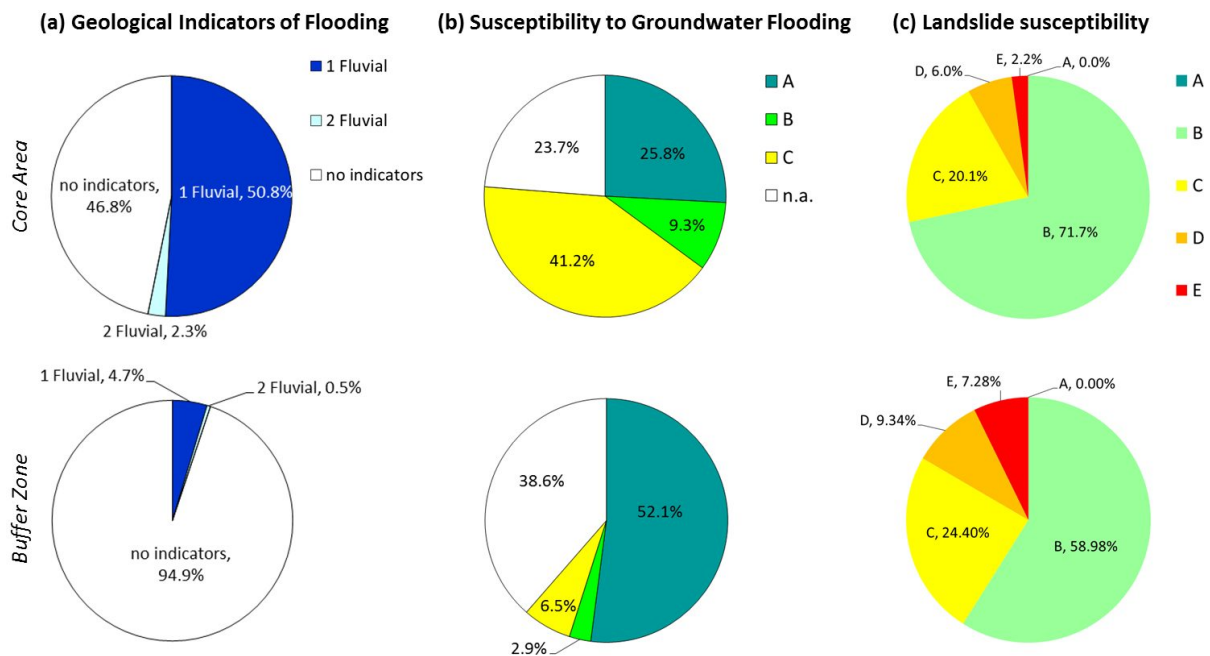 (a) Geological Indicators of Flooding
(b) Susceptibility to Groundwater Flooding
(c) Landslide susceptibility
Core Area
1 Fluvial
2 Fluvial
no indicators
no indicators,
46.8%
1 Fluvial, 50.8%
2 Fluvial, 2.3%
23.7%
25.8%
9.3%
41.2%
A
B
C
n.a.
D, 6.0%
E, 2.2%
A, 0.0%
C, 20.1%
B, 71.7%
A
B
C
D
E
Buffer Zone
1 Fluvial, 4.7%
2 Fluvial, 0.5%
no indicators,
94.9%
38.6%
52.1%
6.5%
2.9%
E, 7.28%
A, 0.00%
D, 9.34%
C, 24.40%
B, 58.98%